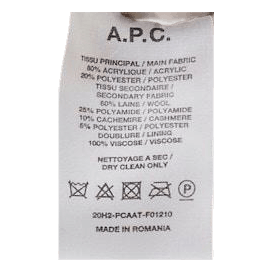 A.P.C.
TISSU PRINCIPAL / MAIN FABRIC
80% ACRYLIQUE / ACRYLIC
20% POLYESTER / POLYESTER
TISSU SECONDAIRE /
SECONDARY FABRIC
60% LAINE / WOOL
25% POLYAMIDE / POLYAMIDE
10% CACHEMIRE / CASHMERE
5% POLYESTER / POLYESTER
DOUBLURE / LINING
100% VISCOSE / VISCOSE
NETTOYAGE A SEC /
DRY CLEAN ONLY
P
20H2-PCAAT-F01210
MADE IN ROMANIA